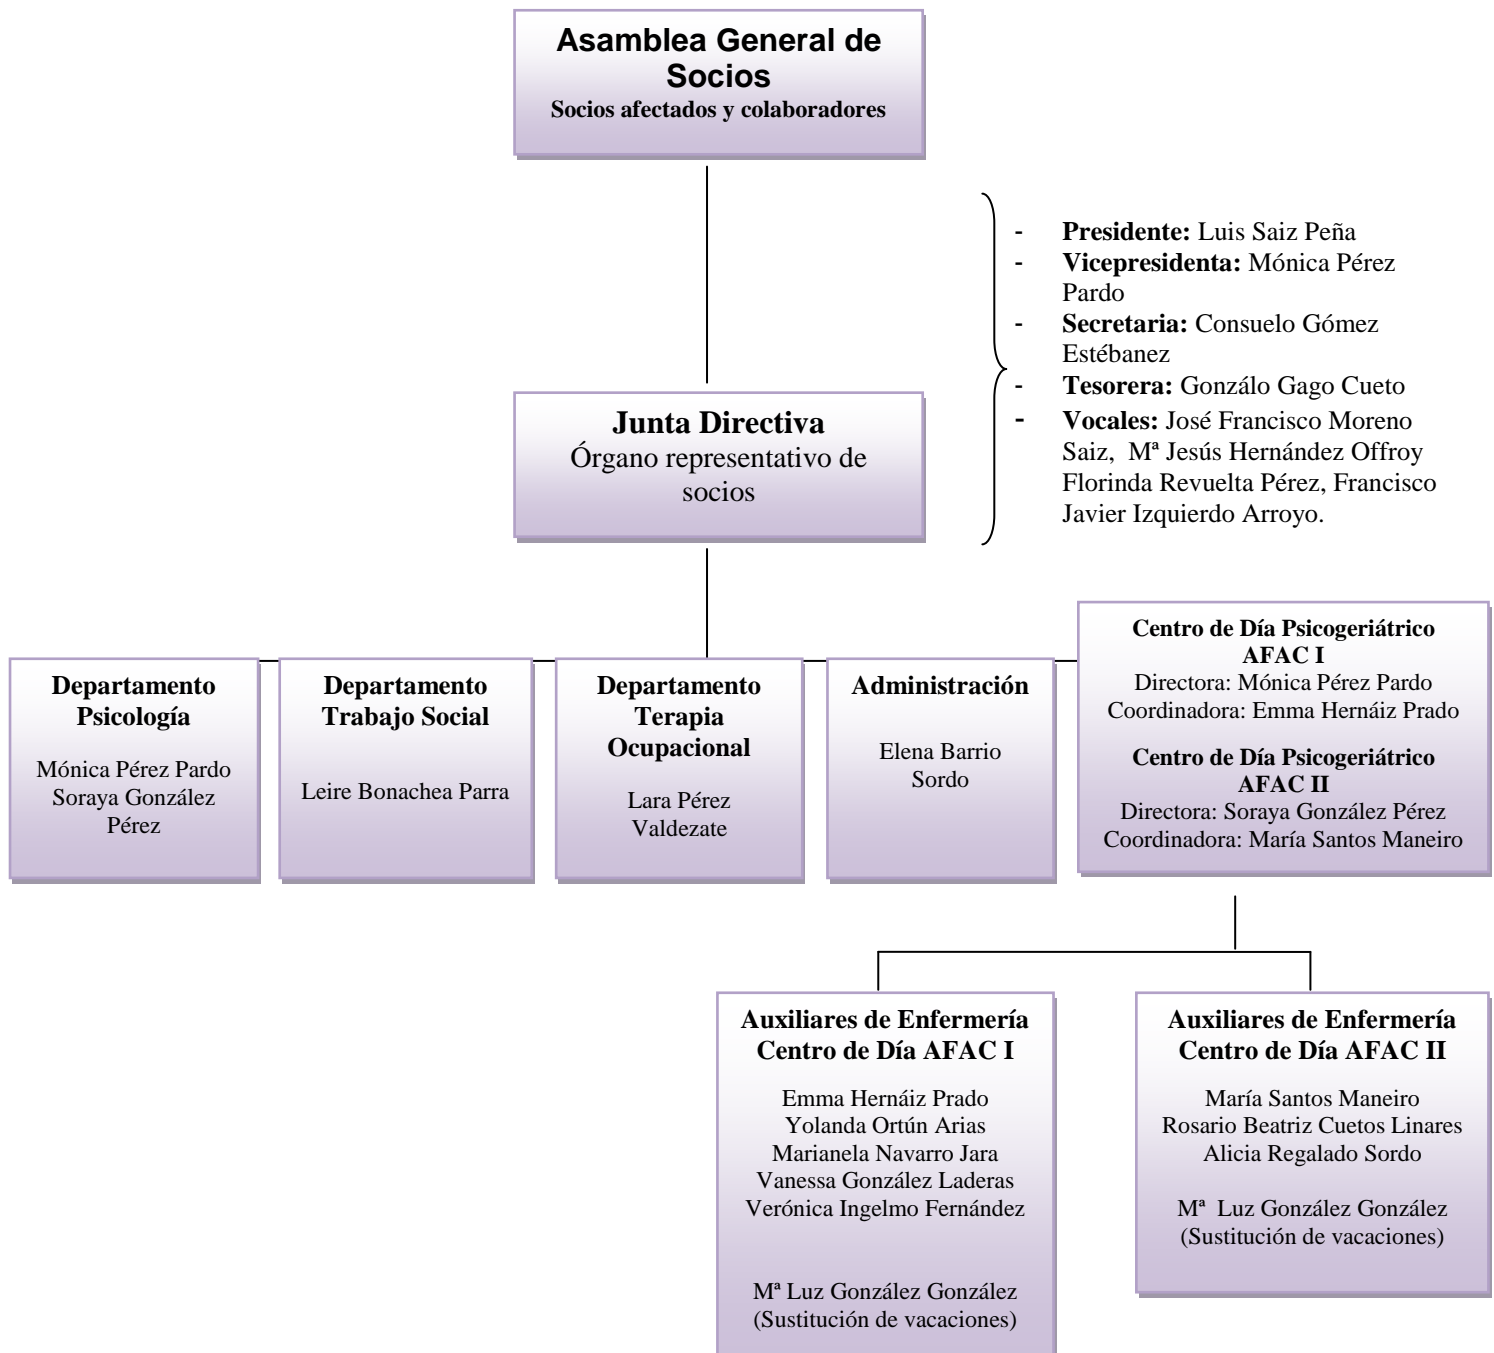 Asamblea General de
Socios
Socios afectados y colaboradores
- Presidente: Luis Saiz Peña
- Vicepresidenta: Mónica Pérez
Pardo
- Secretaria: Consuelo Gómez
Estébanez
- Tesorera: Gonzálo Gago Cueto
- Vocales: José Francisco Moreno
Saiz, Mª Jesús Hernández Offroy
Florinda Revuelta Pérez, Francisco
Javier Izquierdo Arroyo.
Junta Directiva
Órgano representativo de
socios
Departamento
Psicología
Mónica Pérez Pardo
Soraya González
Pérez
Departamento
Trabajo Social
Leire Bonachea Parra
Departamento
Terapia
Ocupacional
Lara Pérez
Valdezate
Administración
Elena Barrio
Sordo
Centro de Día Psicogeriátrico
AFAC I
Directora: Mónica Pérez Pardo
Coordinadora: Emma Hernáiz Prado
Centro de Día Psicogeriátrico
AFAC II
Directora: Soraya González Pérez
Coordinadora: María Santos Maneiro
Auxiliares de Enfermería
Centro de Día AFAC I
Emma Hernáiz Prado
Yolanda Ortún Arias
Marianela Navarro Jara
Vanessa González Laderas
Verónica Ingelmo Fernández
Mª Luz González González
(Sustitución de vacaciones)
Auxiliares de Enfermería
Centro de Día AFAC II
María Santos Maneiro
Rosario Beatriz Cuetos Linares
Alicia Regalado Sordo
Mª Luz González González
(Sustitución de vacaciones)